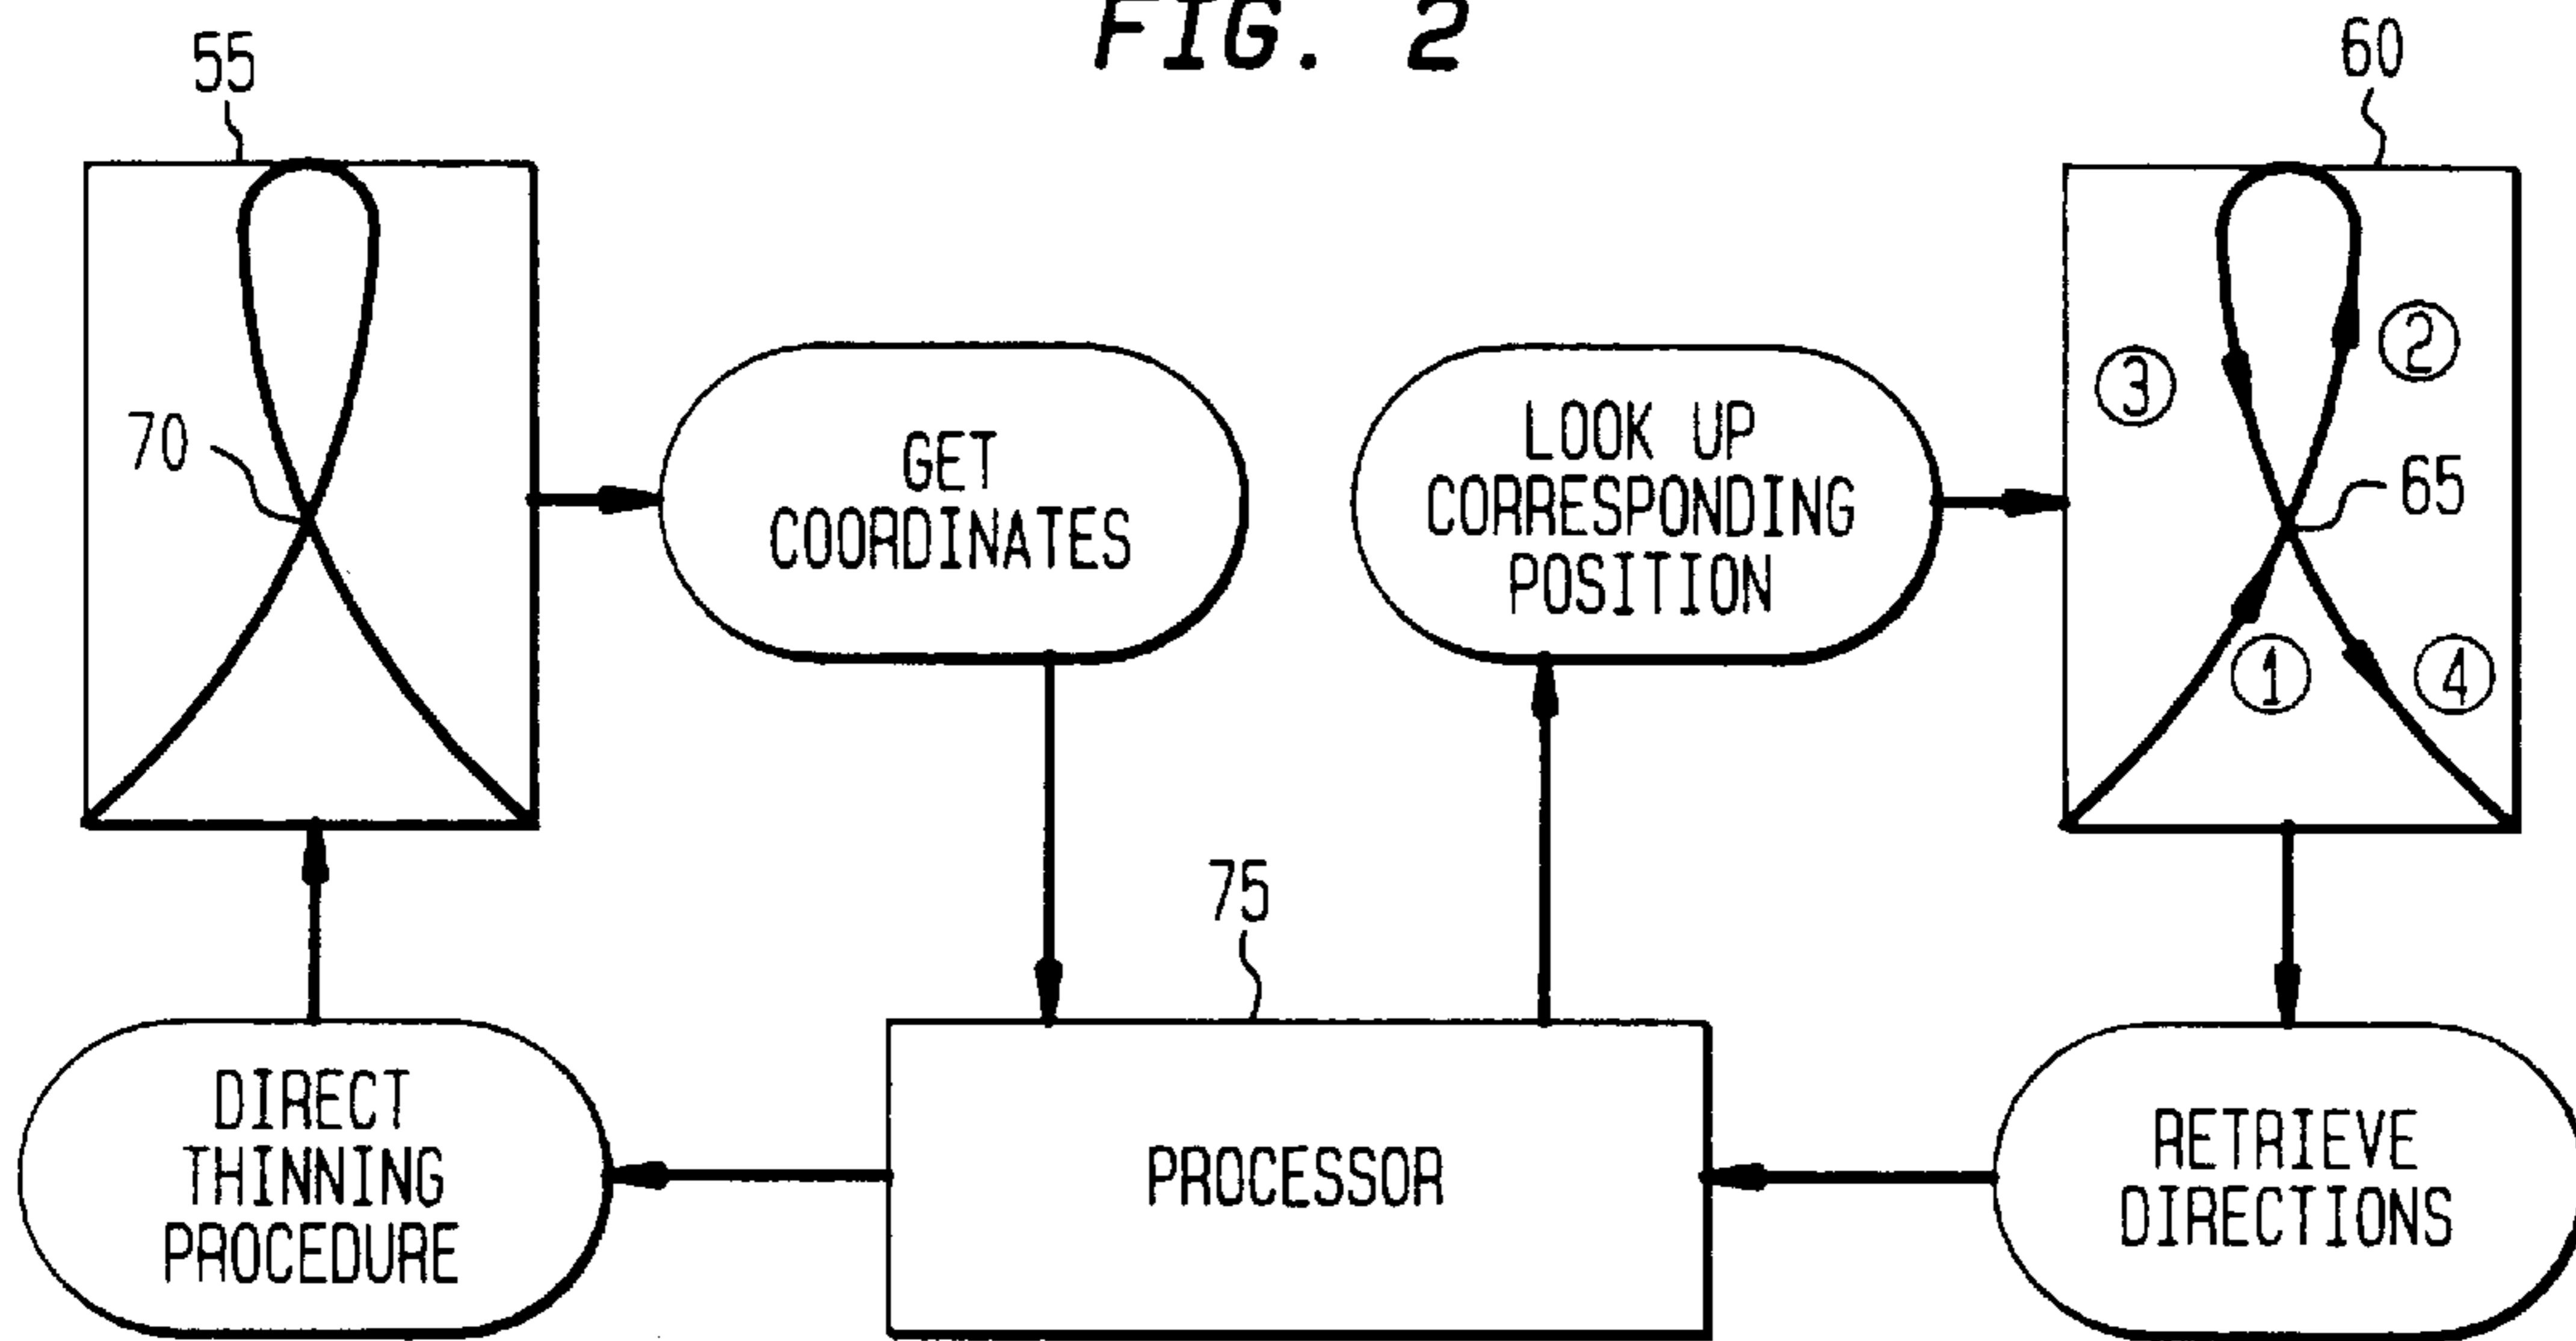 FIG. 2
55
60
70
GET
COORDINATES
LOOK UP
CORRESPONDING
POSITION
3
2
65
1
4
75
DIRECT
THINNING
PROCEDURE
PROCESSOR
RETRIEVE
DIRECTIONS